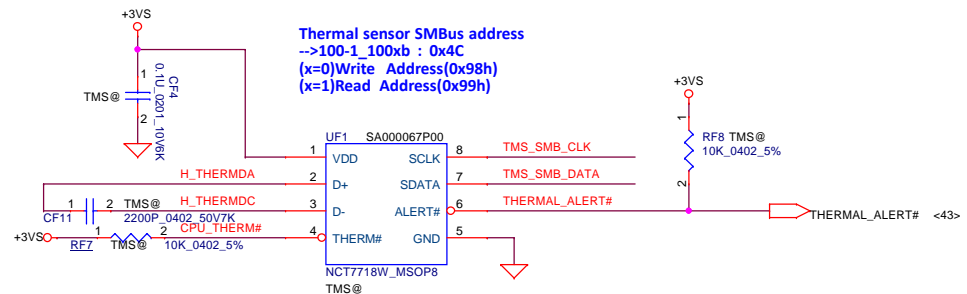 +3VS
Thermal sensor SMBus address
-->100-1_100xb : 0x4C
(x=0)Write Address(0x98h)
(x=1)Read Address(0x99h)
+3VS
1
2
TMS@
CF4
0.1U_0201_10V6K
1
2
RF8 TMS@
10K_0402_5%
UF1 SA000067P00
1 VDD SCLK 8 TMS_SMB_CLK
H_THERMDA 2 D+ SDATA 7 TMS_SMB_DATA
CF11 1 2 TMS@ H_THERMDC 3 D- ALERT# 6 THERMAL_ALERT#
2200P_0402_50V7K
THERMAL_ALERT# <43>
+3VS 1 2 CPU_THERM# 4 THERM# GND 5
RF7 TMS@ 10K_0402_5%
NCT7718W_MSOP8
TMS@